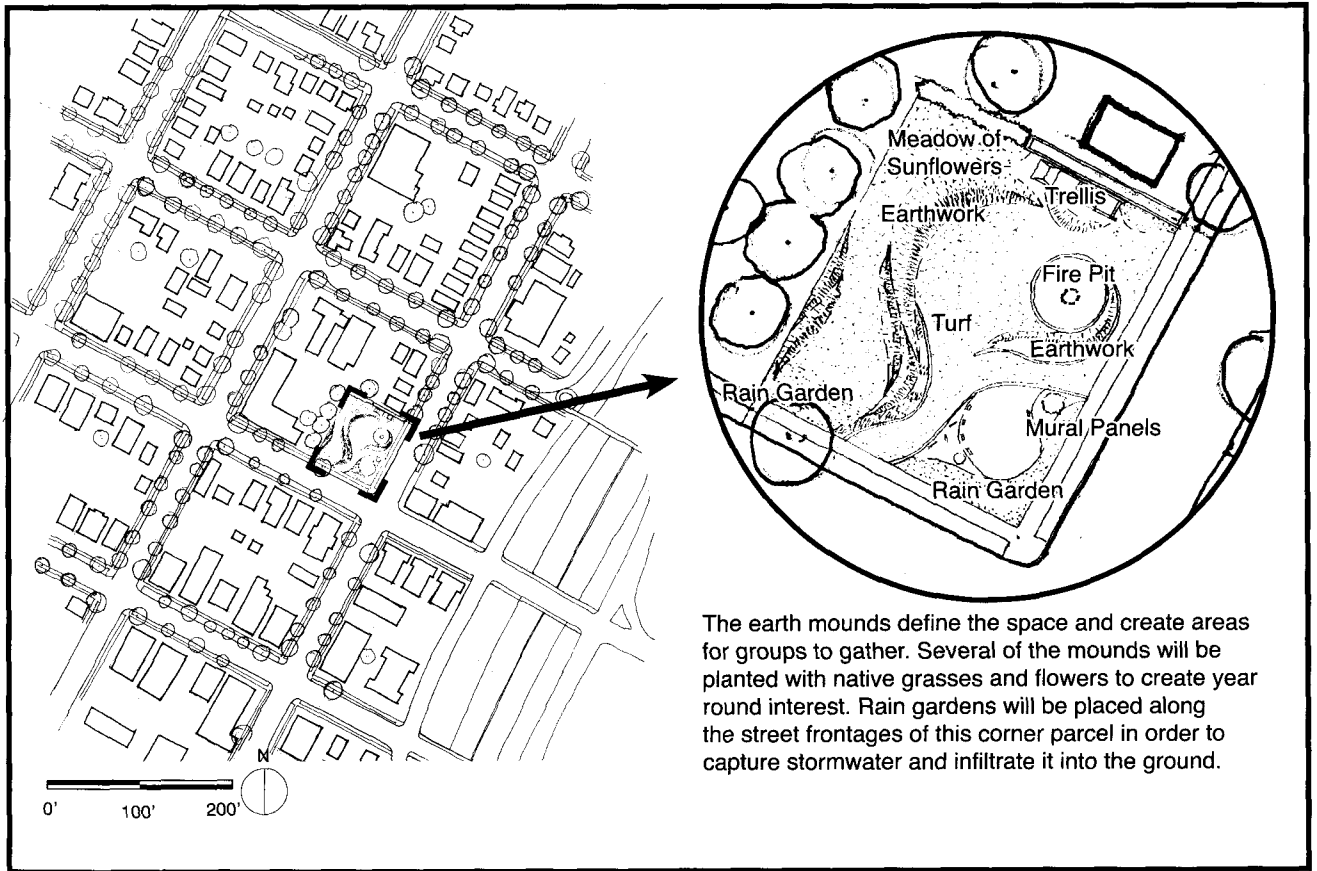 Meadow of
Sunflowers
Trellis
Earthwork
Fire Pit
Turf
Earthwork
Rain Garden
Mural Panels
Rain Garden
The earth mounds define the space and create areas
for groups to gather. Several of the mounds will be
planted with native grasses and flowers to create year
round interest. Rain gardens will be placed along
the street frontages of this corner parcel in order to
capture stormwater and infiltrate it into the ground.
N
0' 100' 200'